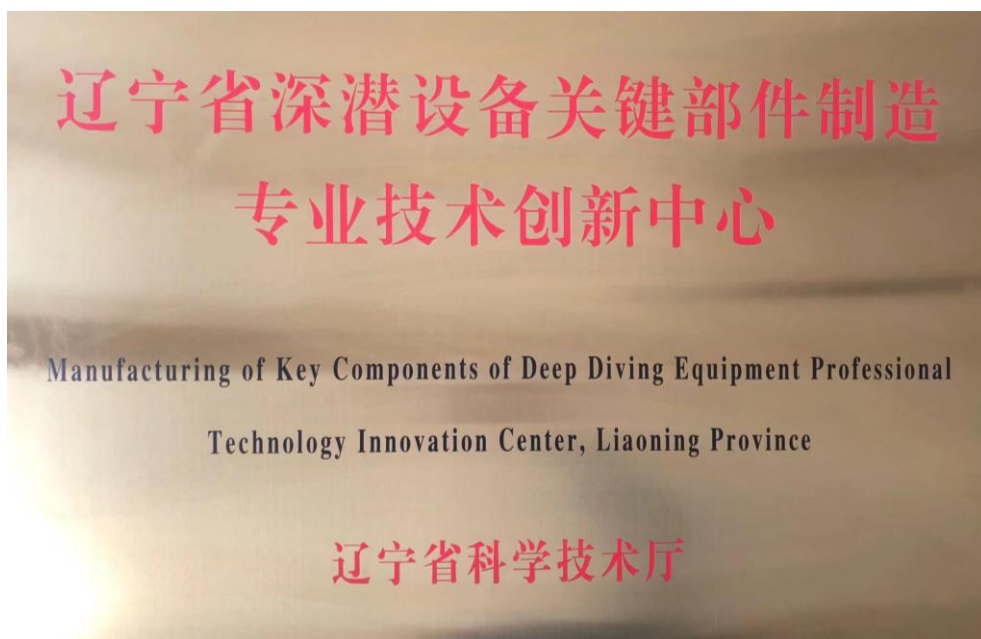 辽宁省深潜设备关键部件制造
专业技术创新中心
Manufacturing of Key Components of Deep Diving Equipment Professional
Technology Innovation Center, Liaoning Province
辽宁省科学技术厅